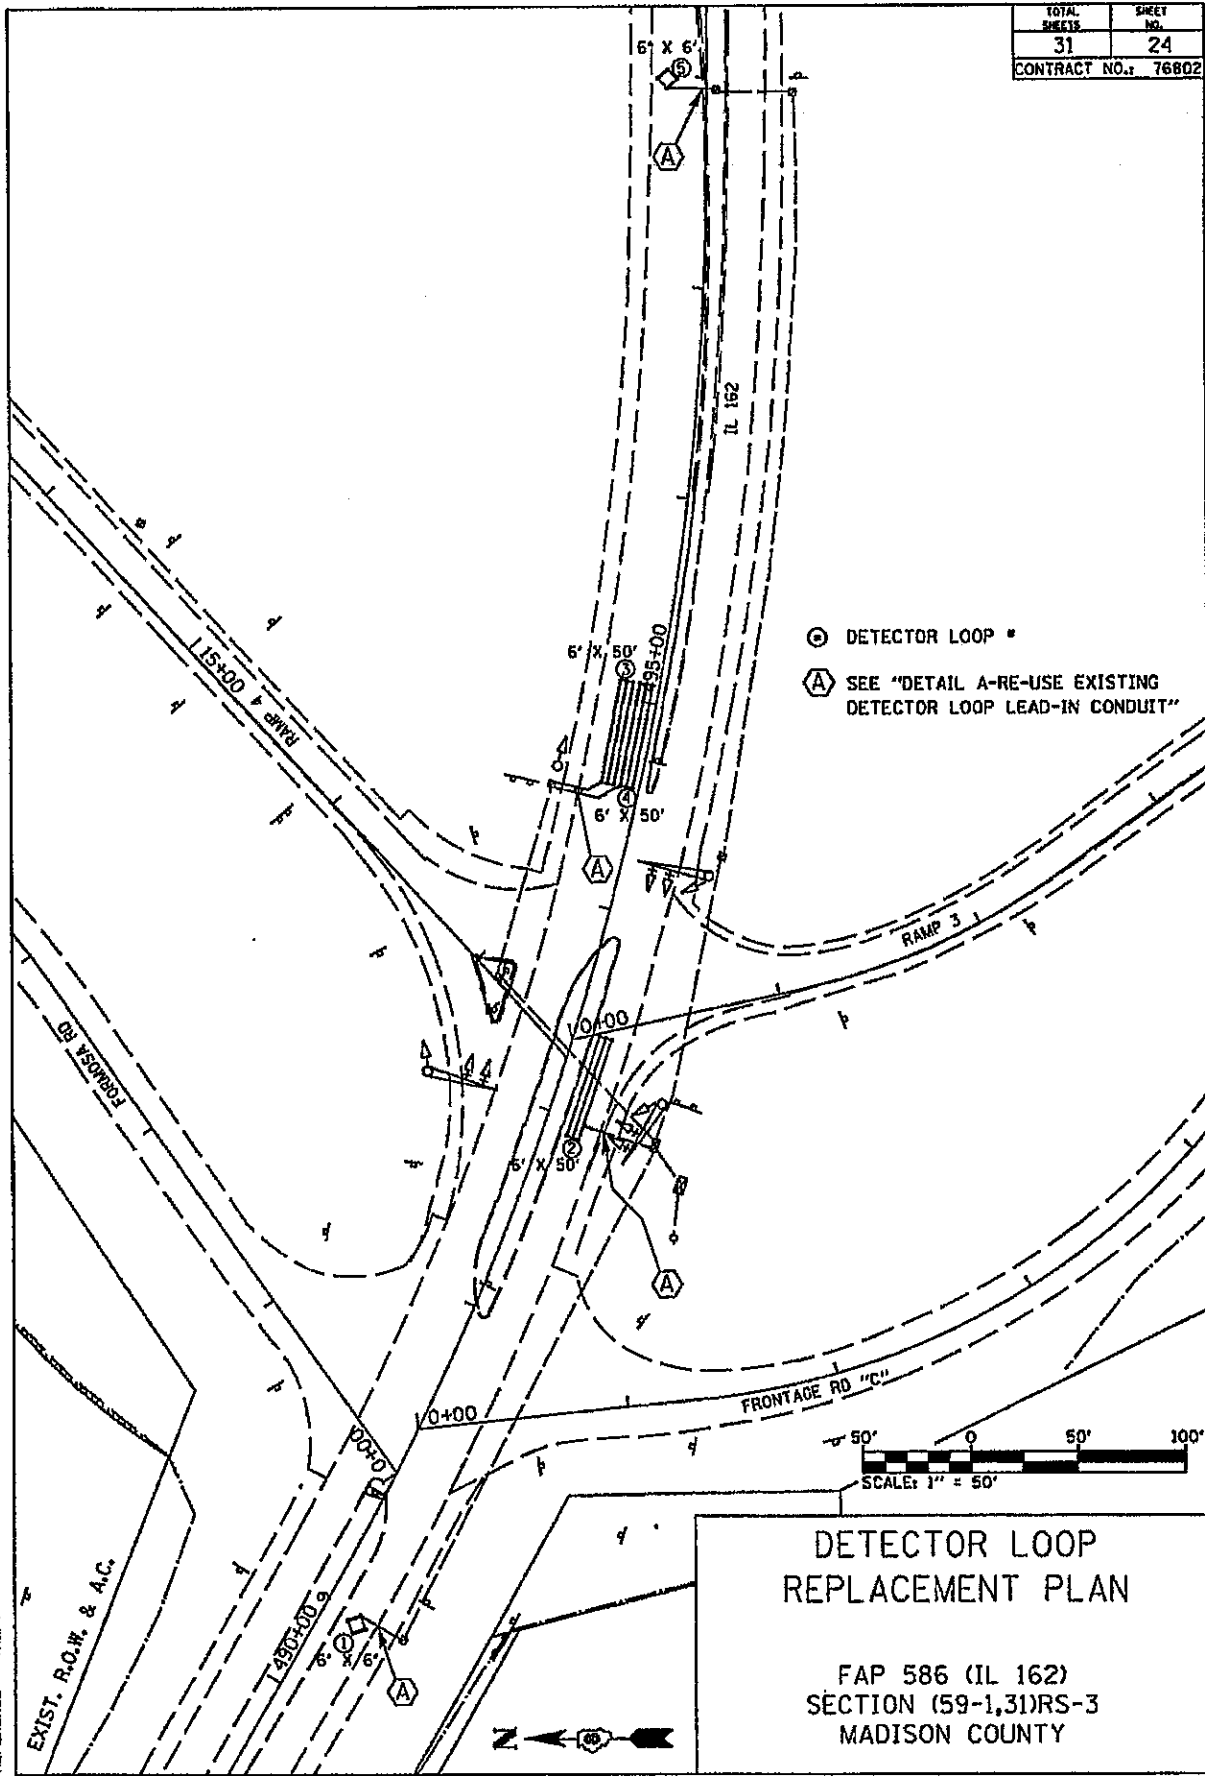 TOTAL SHEETS
SHEET NO.
31
24
CONTRACT NO.: 76802
6' X 6'
5
A
IL 162
DETECTOR LOOP #
A SEE "DETAIL A-RE-USE EXISTING
DETECTOR LOOP LEAD-IN CONDUIT"
6' X 50'
3
495+00
15+00
RAMP 4
4
6' X 50'
A
RAMP 3
0+00
FORMOSA RD
2
6' X 50'
A
0+00
FRONTAGE RD "C"
0+00
50' 0 50' 100'
SCALE: 1" = 50'
490+00
1
6' X 6'
A
EXIST. R.O.W. & A.C.
N
DETECTOR LOOP
REPLACEMENT PLAN
FAP 586 (IL 162)
SECTION (59-1,31)RS-3
MADISON COUNTY